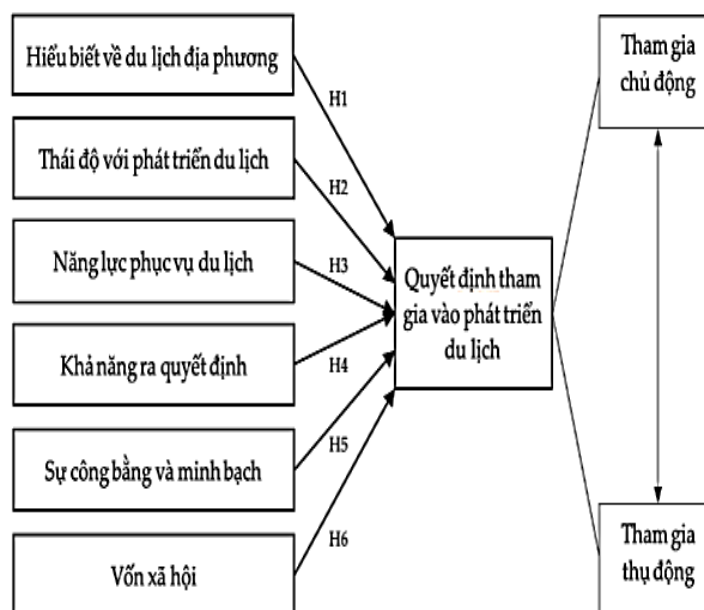 Hiểu biết về du lịch địa phương
Thái độ với phát triển du lịch
Năng lực phục vụ du lịch
Khả năng ra quyết định
Sự công bằng và minh bạch
Vốn xã hội
H1
H2
H3
H4
H5
H6
Quyết định tham
gia vào phát triển
du lịch
Tham gia
chủ động
Tham gia
thụ động